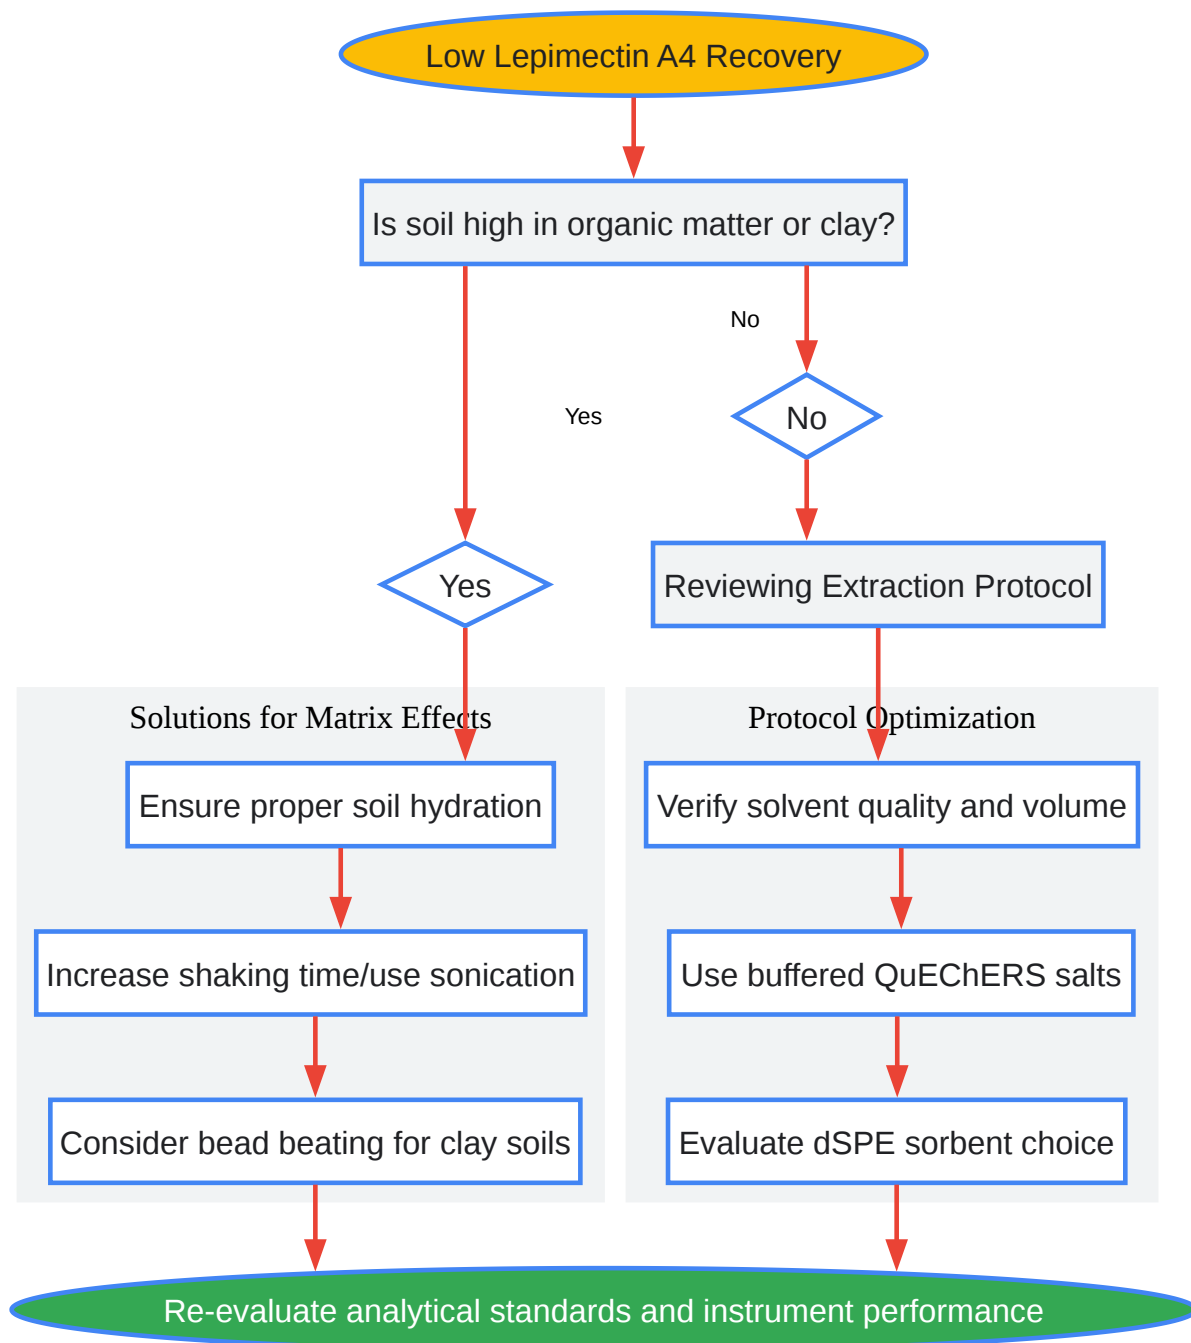 Low Lepimectin A4 Recovery
Is soil high in organic matter or clay?
No
Yes
No
Yes
Reviewing Extraction Protocol
Solutions for Matrix Effects
Ensure proper soil hydration
Increase shaking time/use sonication
Consider bead beating for clay soils
Protocol Optimization
Verify solvent quality and volume
Use buffered QuEChERS salts
Evaluate dSPE sorbent choice
Re-evaluate analytical standards and instrument performance